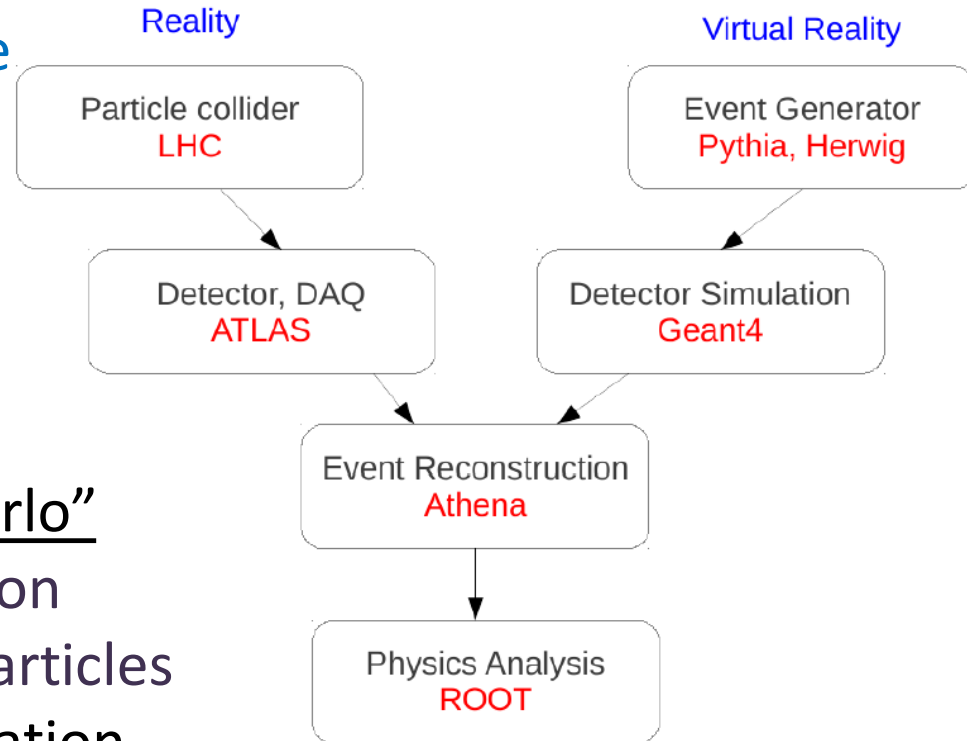 Reality
Virtual Reality
e
Particle collider
LHC
Event Generator
Pythia, Herwig
Detector, DAQ
ATLAS
Detector Simulation
Geant4
Event Reconstruction
Athena
rlo”
on
articles
ation
Physics Analysis
ROOT